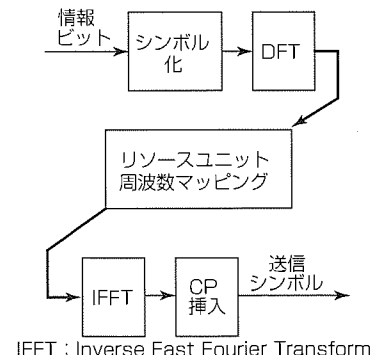 情報
ビット
シンボル
化
DFT
リソースユニット
周波数マッピング
IFFT
CP
挿入
送信
シンボル
IFFT：Inverse Fast Fourier Transform